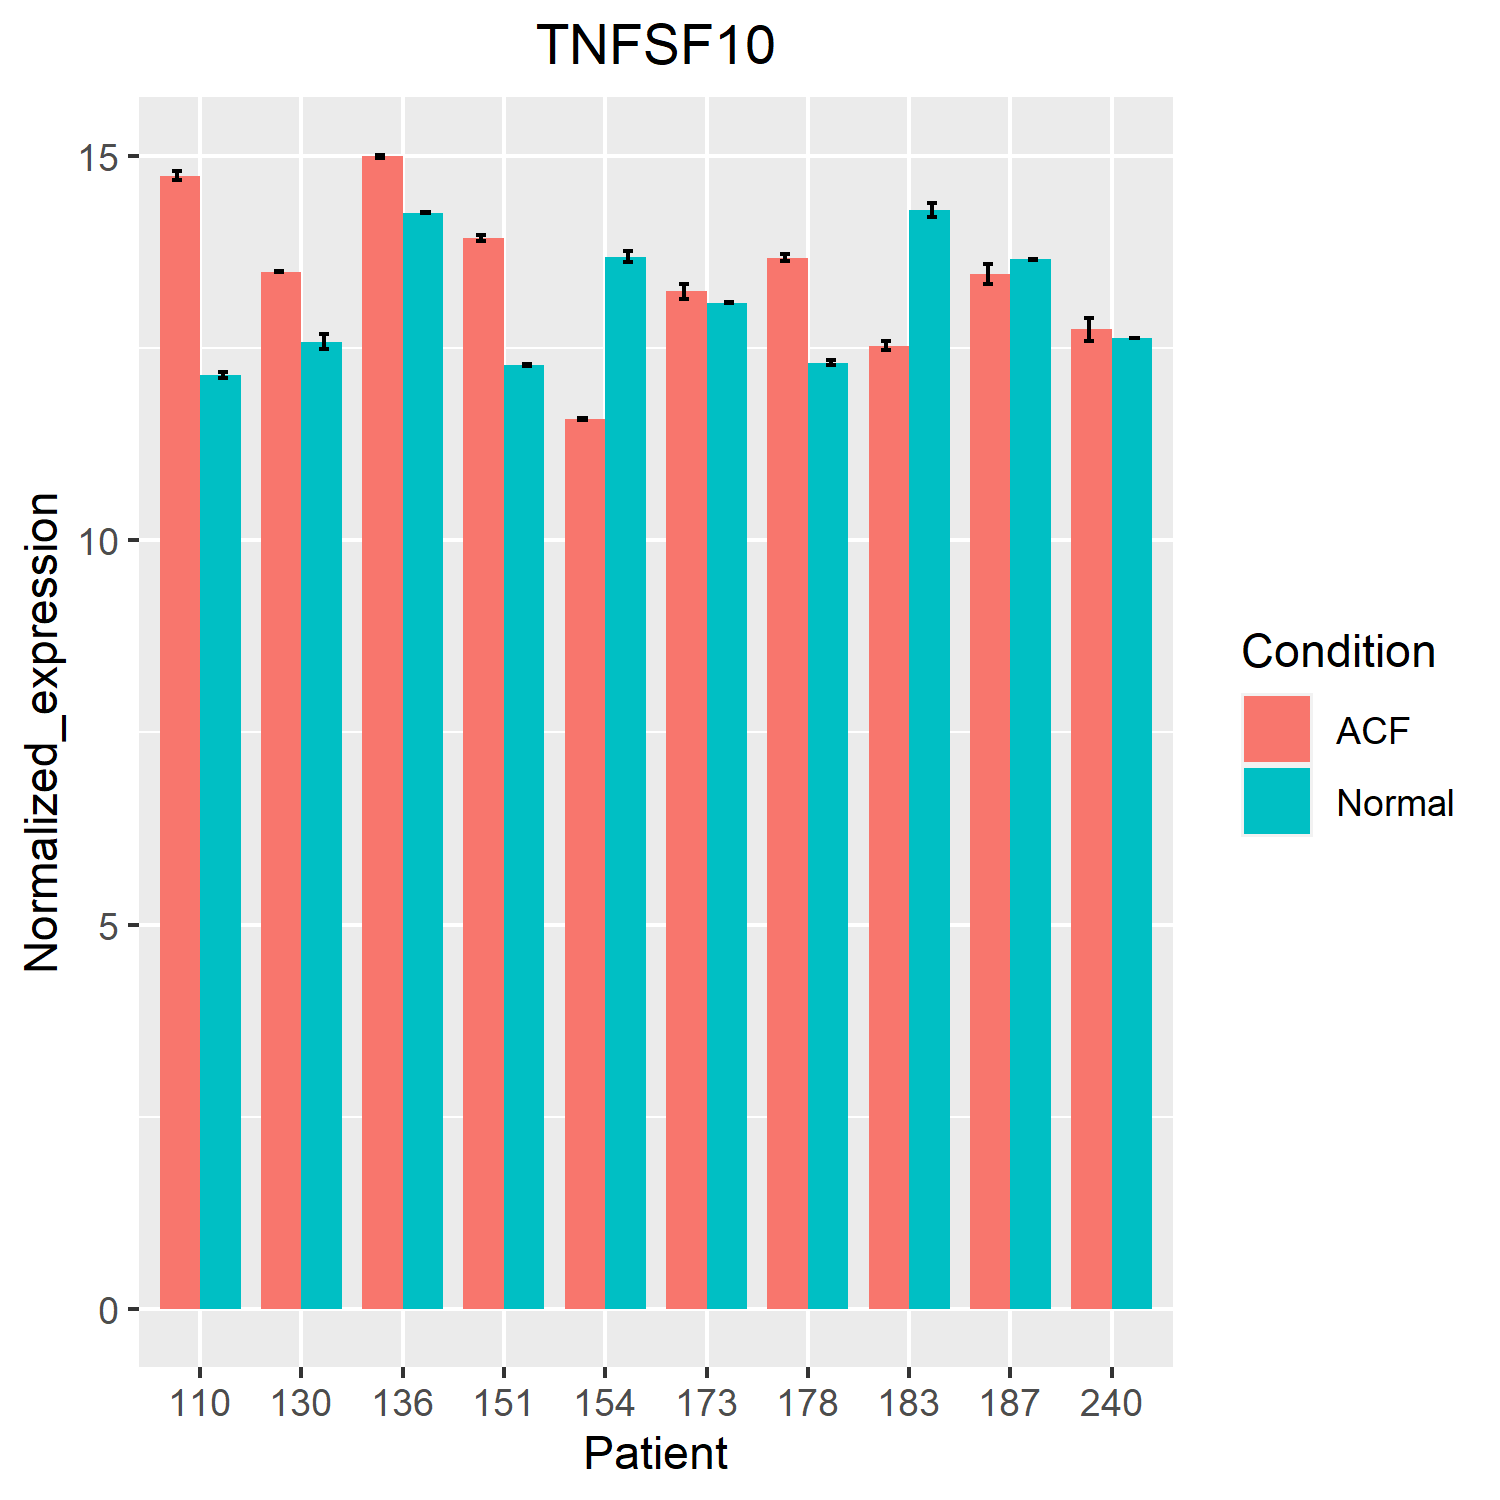 TNFSF10
15
10
5
0
Normalized_expression
110 130 136 151 154 173 178 183 187 240
Patient
Condition
ACF
Normal